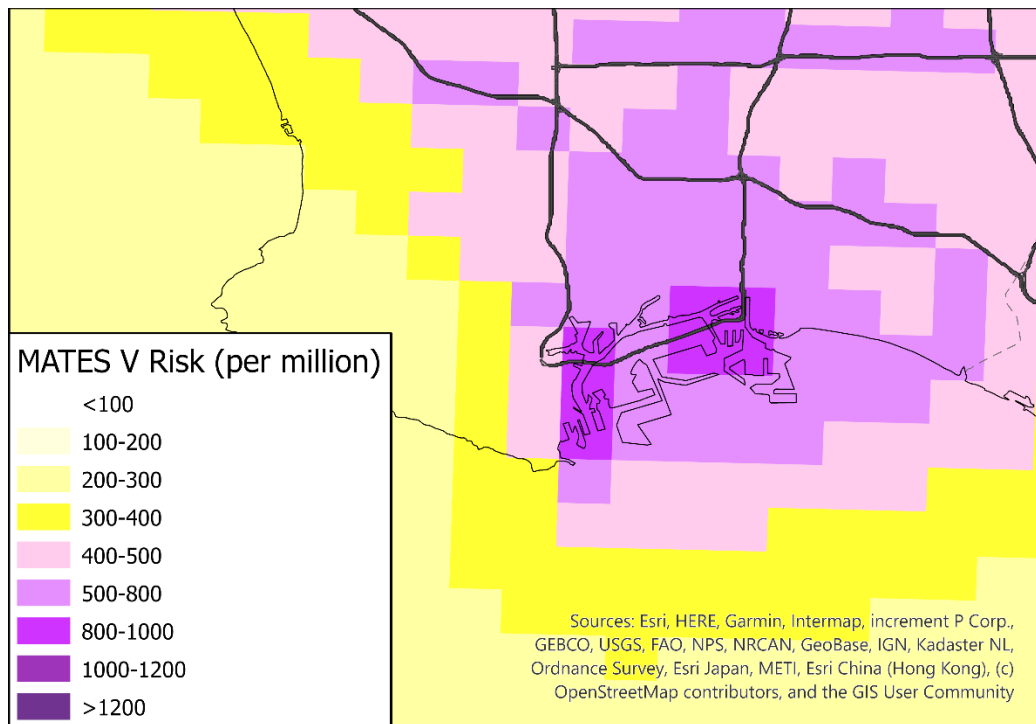 MATES V Risk (per million)
<100
100-200
200-300
300-400
400-500
500-800
800-1000
1000-1200
>1200
Sources: Esri, HERE, Garmin, Intermap, increment P Corp.,
GEBCO, USGS, FAO, NPS, NRCAN, GeoBase, IGN, Kadaster NL,
Ordnance Survey, Esri Japan, METI, Esri China (Hong Kong), (c)
OpenStreetMap contributors, and the GIS User Community